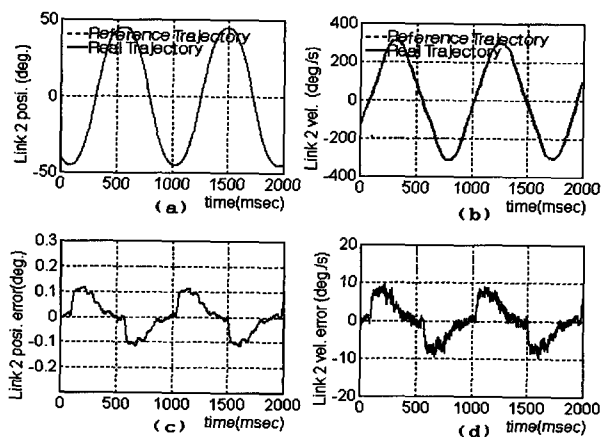 Link 2 posi. (deg.)
50
0
-50
Reference Trajectory
Real Trajectory
0 500 1000 1500 2000
(a) time(msec)
Link 2 vel. (deg/s)
400
200
0
-200
-400
Reference Trajectory
Real Trajectory
0 500 1000 1500 2000
(b) time(msec)
Link 2 posi. error(deg.)
0.3
0.2
0.1
0
-0.1
-0.2
0 500 1000 1500 2000
(c) time(msec)
Link 2 vel. error (deg/s)
20
10
0
-10
-20
0 500 1000 1500 2000
(d) time(msec)